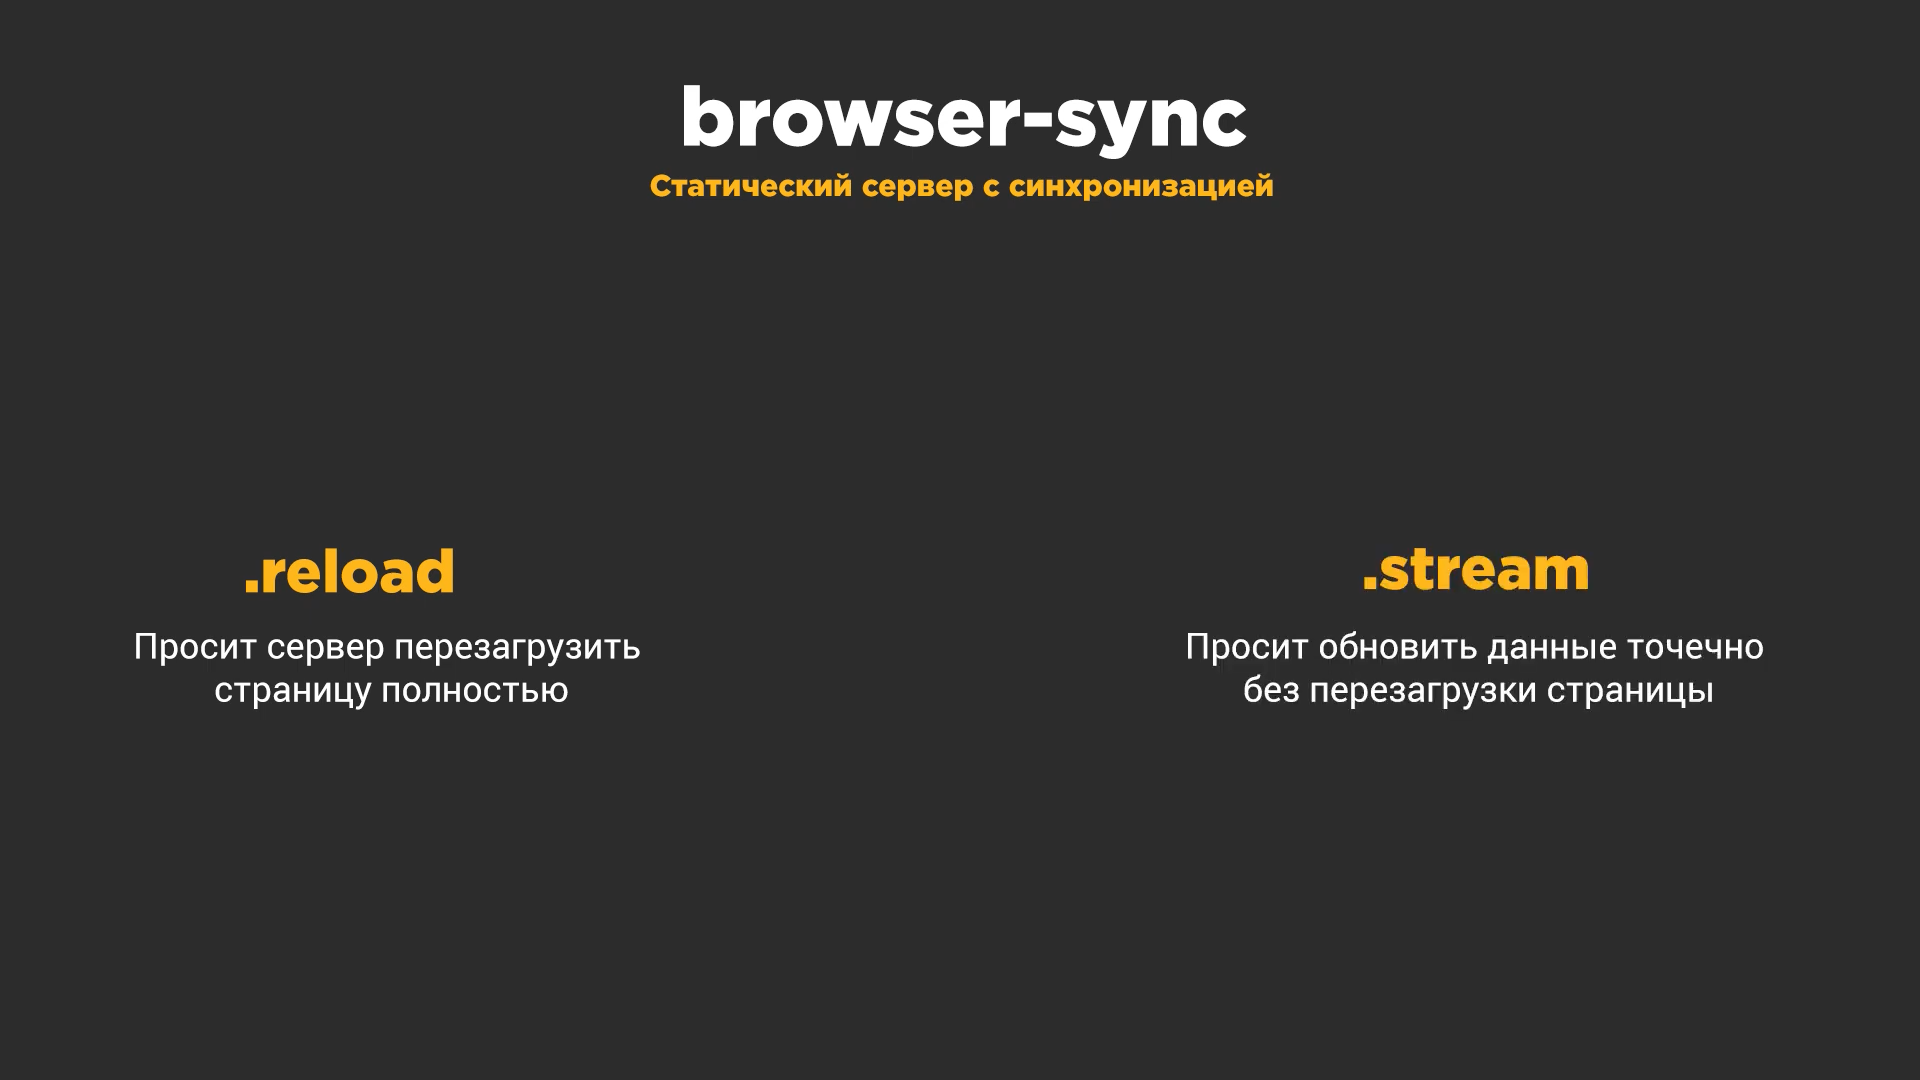 browser-sync
Статический сервер с синхронизацией
.reload
Просит сервер перезагрузить
страницу полностью
.stream
Просит обновить данные точечно
без перезагрузки страницы